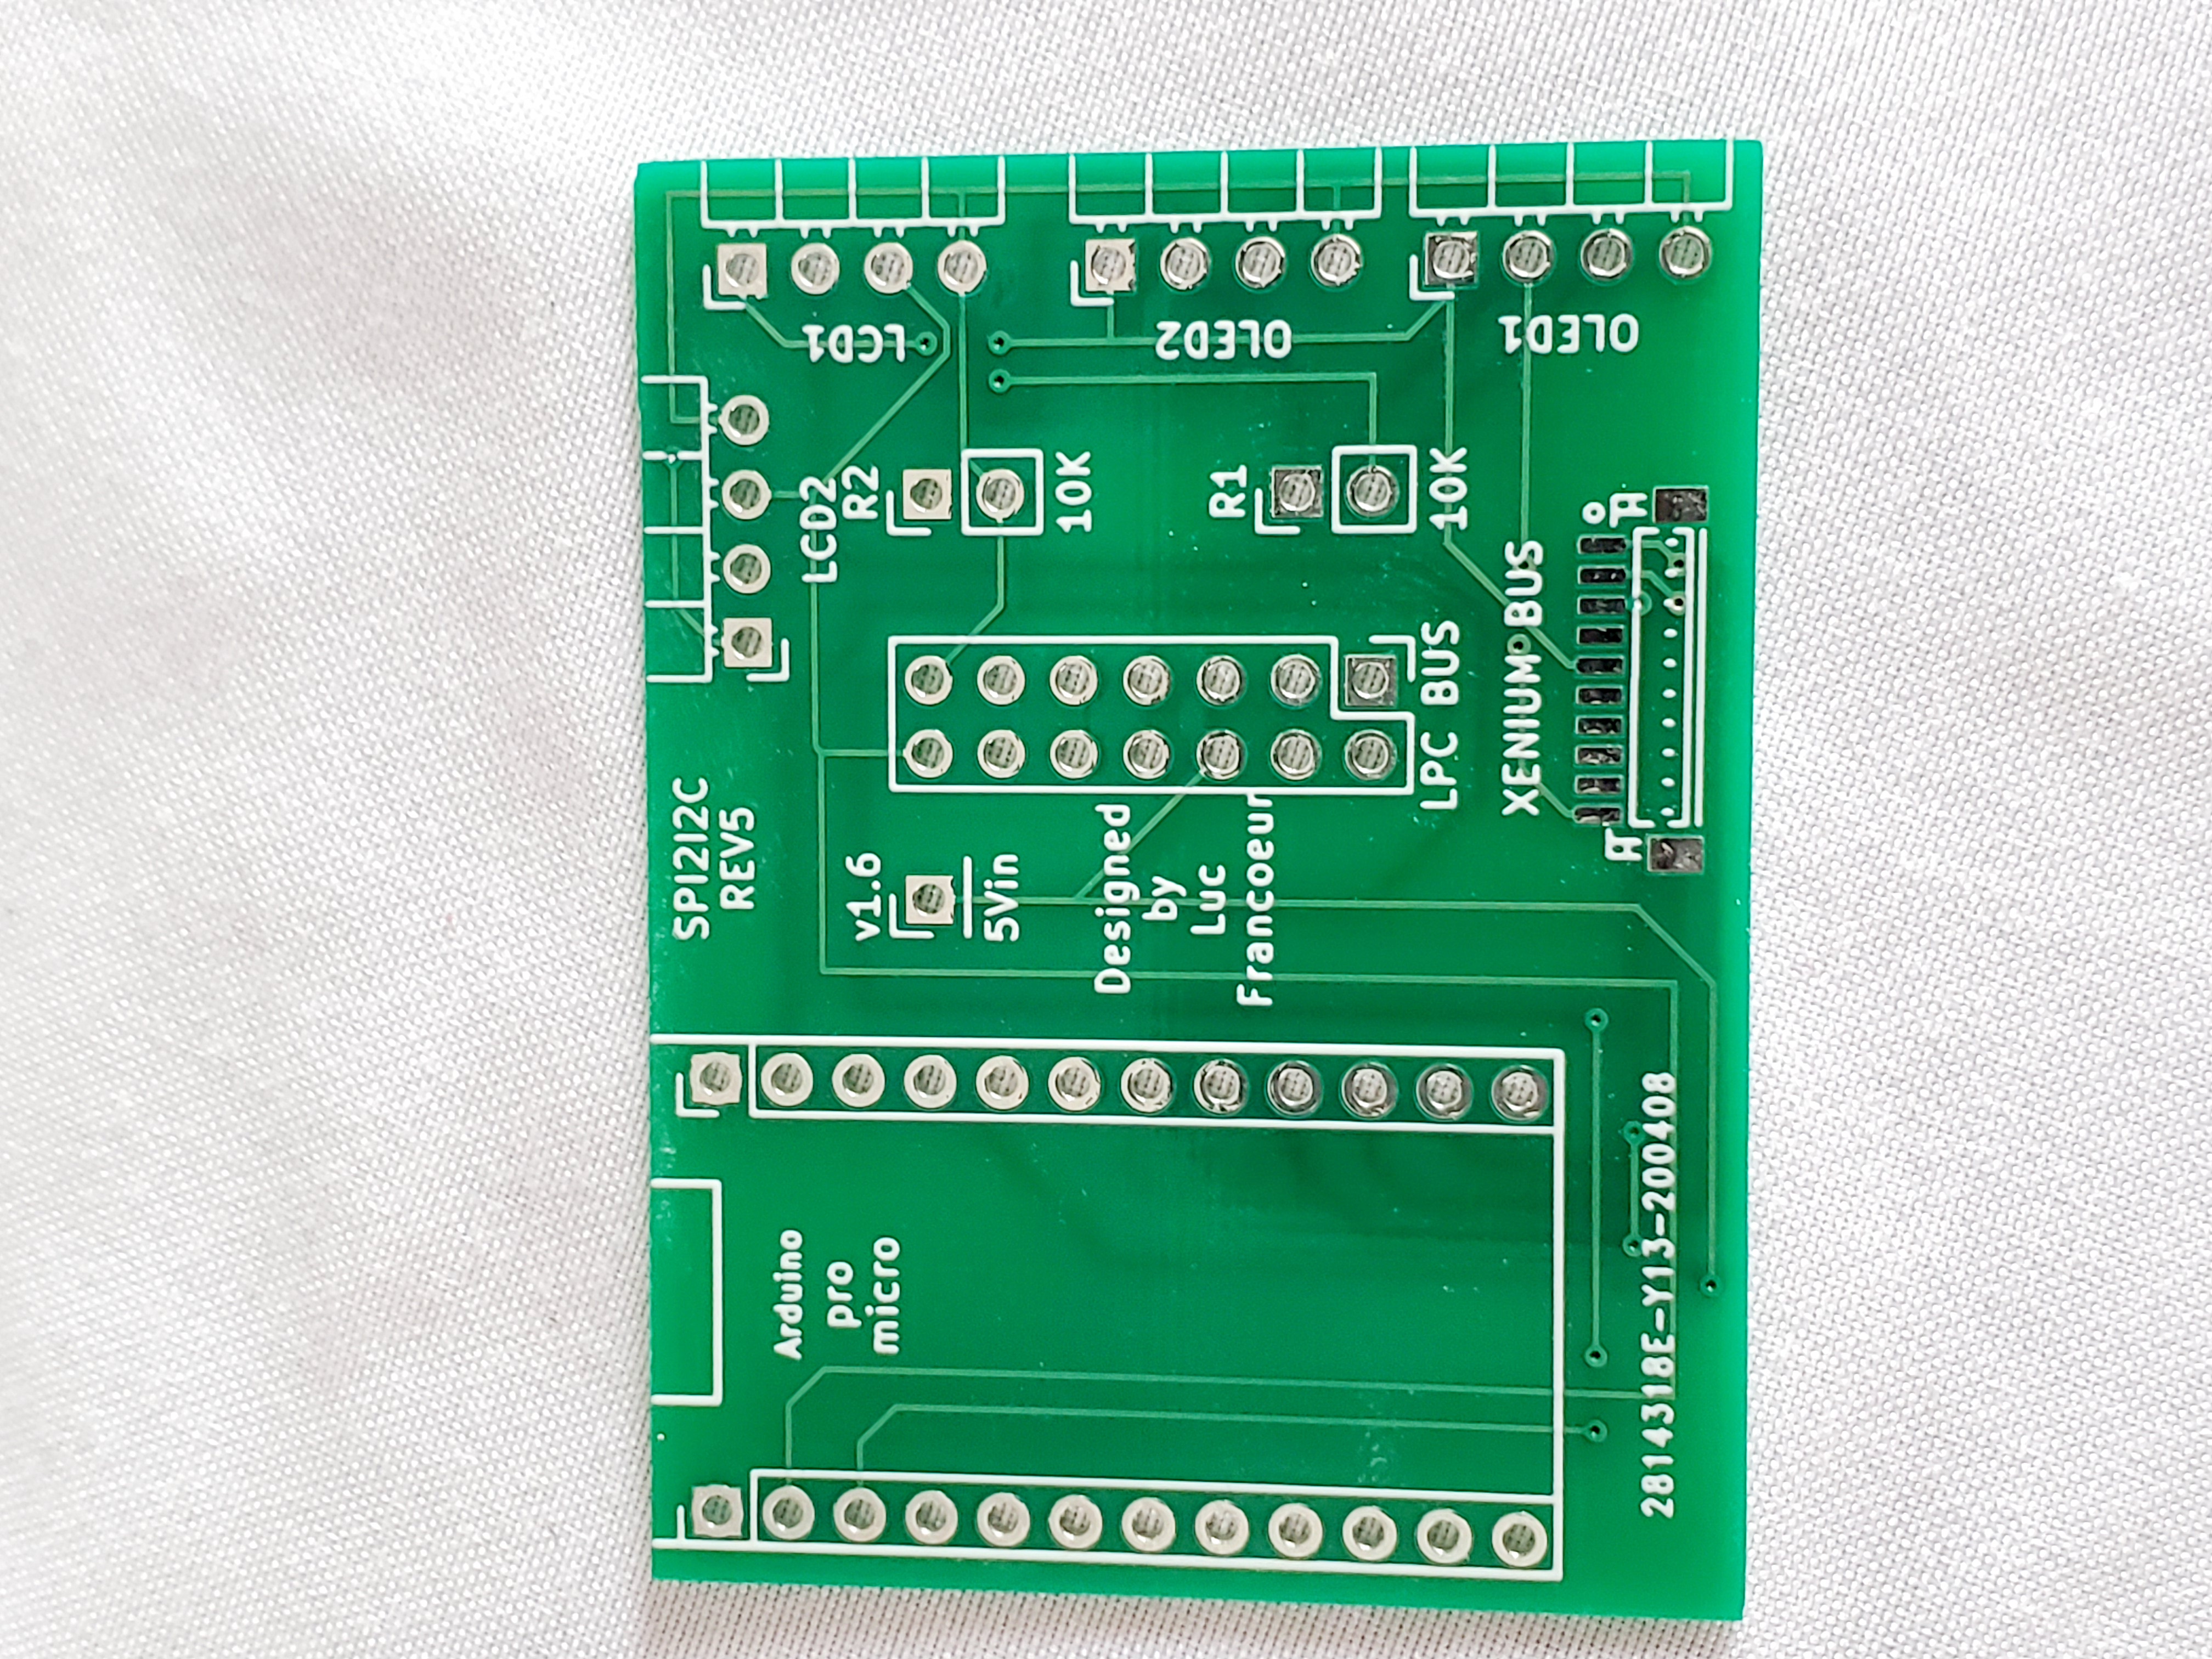 SPI2I2C
REV5
Arduino
pro
micro
LCD2
LCD1
v1.6
5Vin
R2
10K
Designed
by
Luc
Francoeur
OLED2
R1
10K
LPC BUS
XENIUM BUS
OLED1
2814318E-Y13-200408